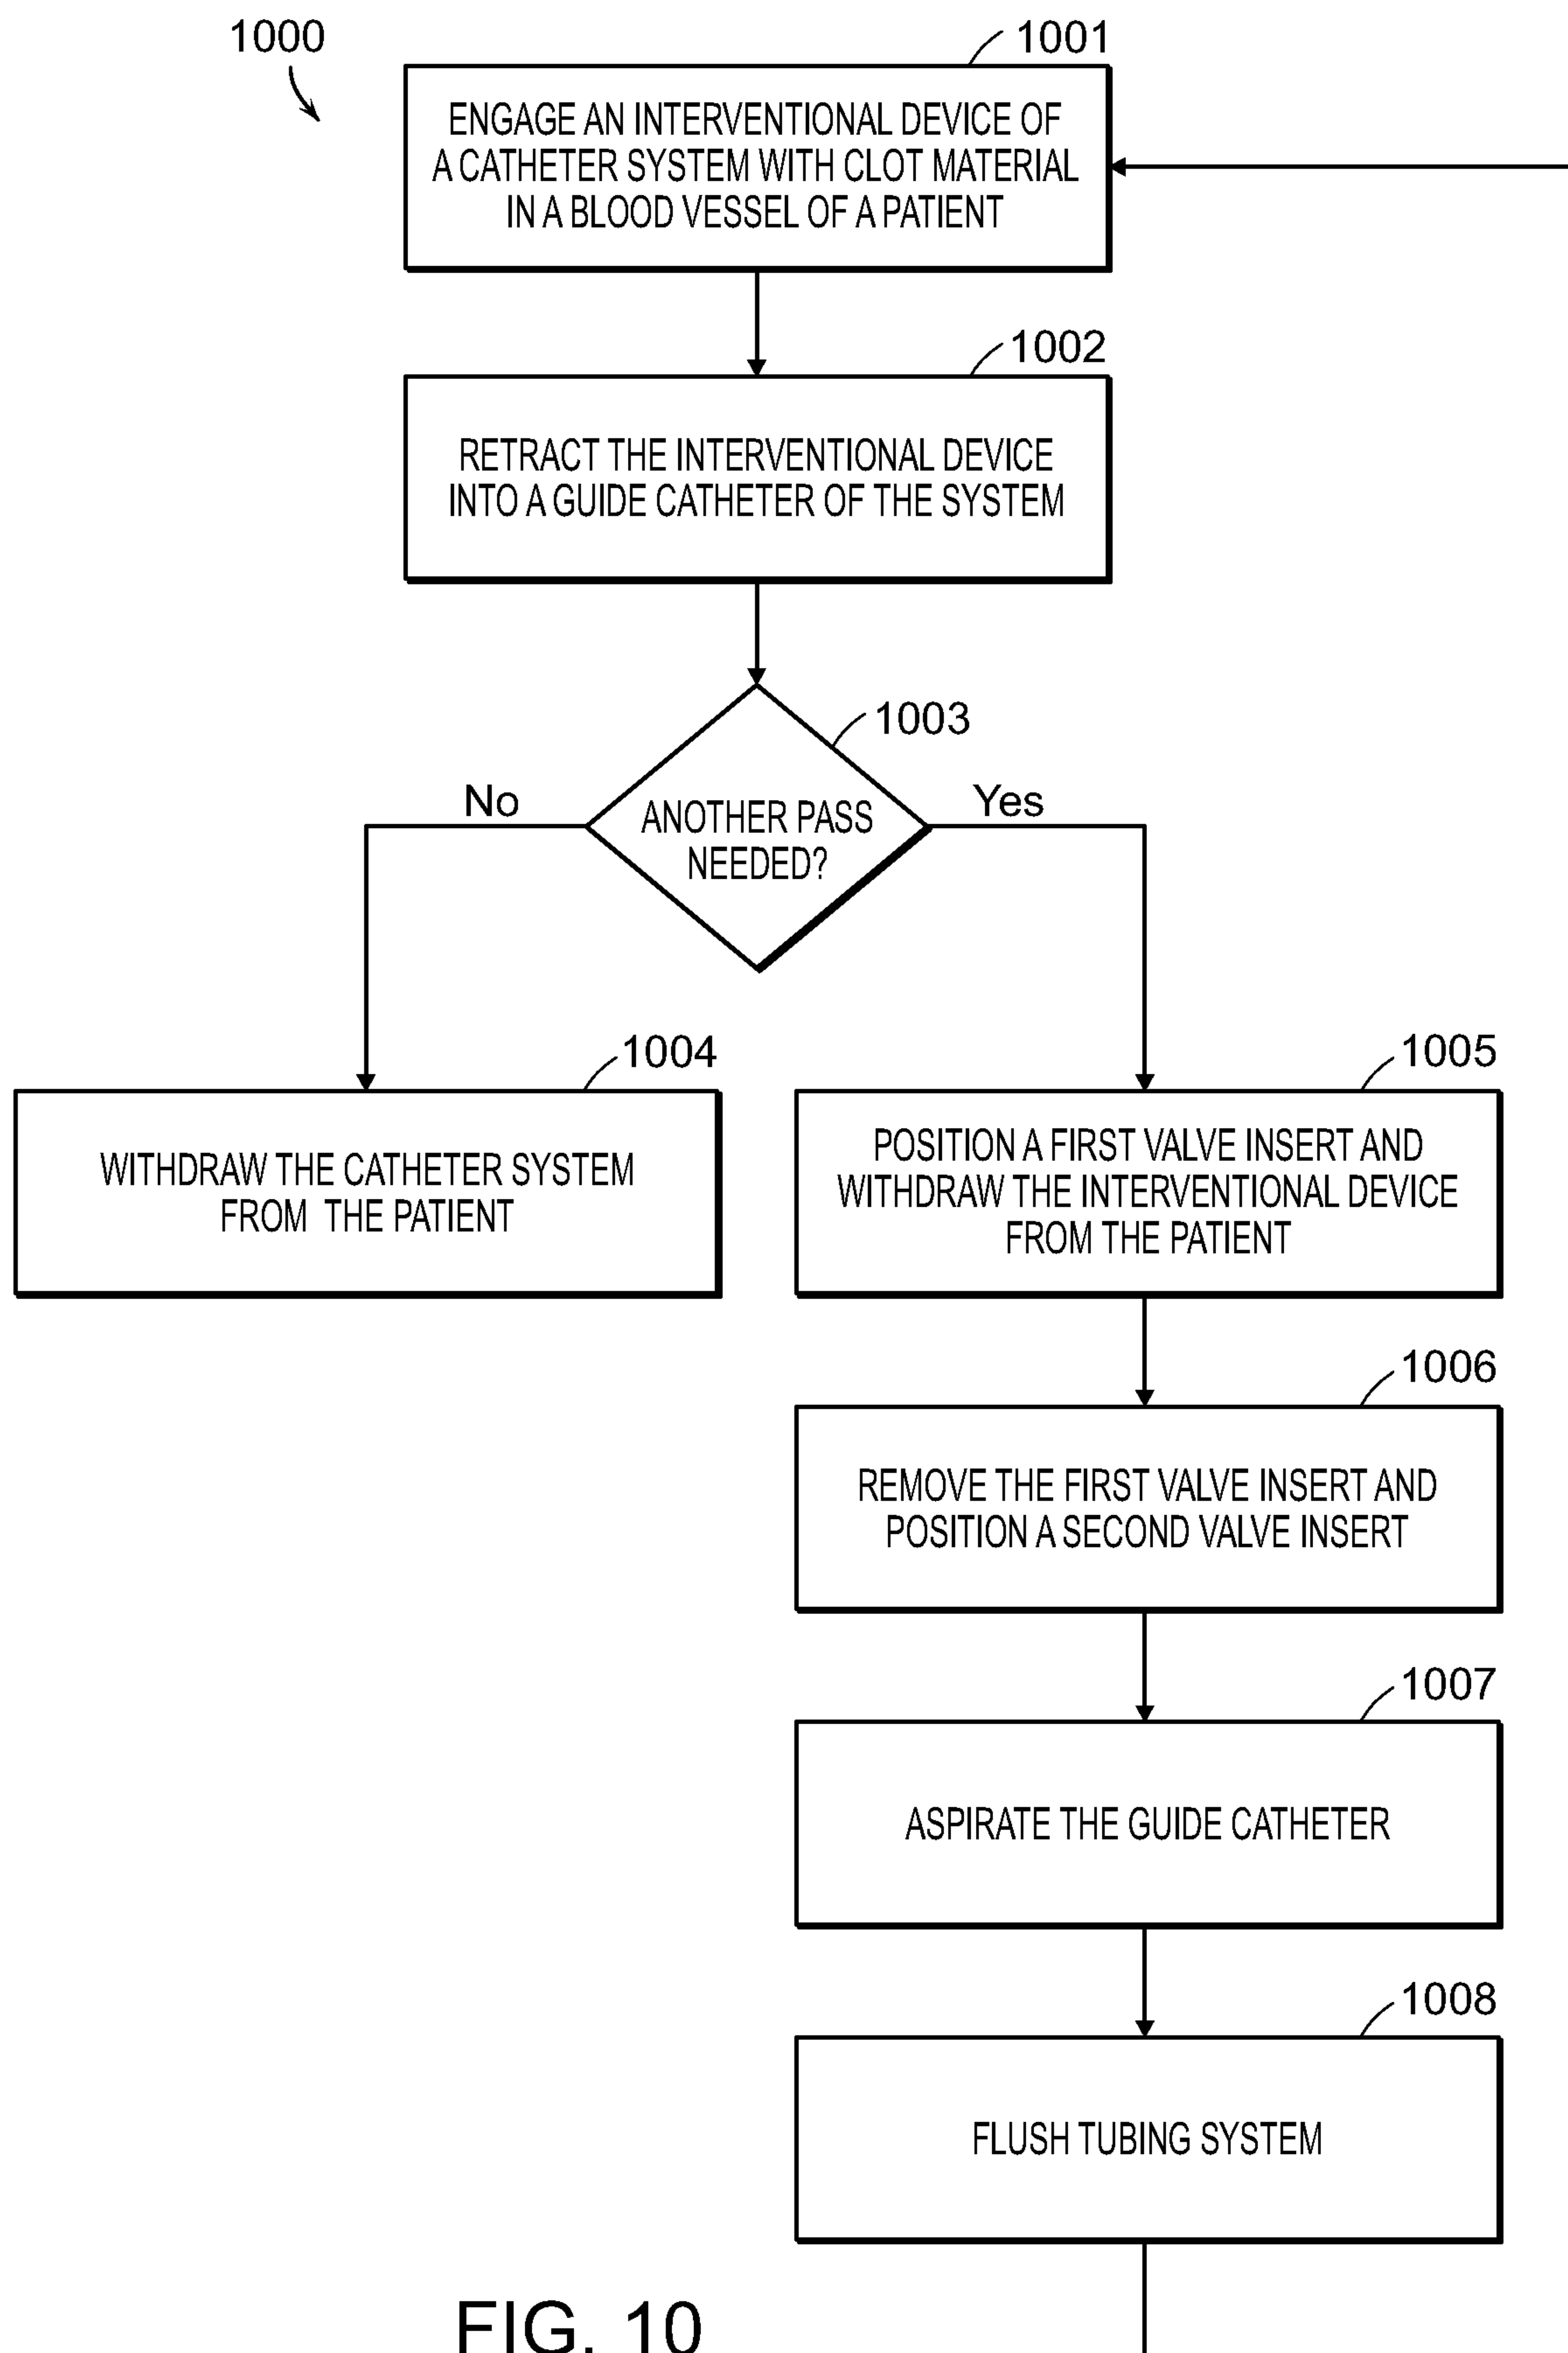 1000
1001
ENGAGE AN INTERVENTIONAL DEVICE OF
A CATHETER SYSTEM WITH CLOT MATERIAL
IN A BLOOD VESSEL OF A PATIENT
1002
RETRACT THE INTERVENTIONAL DEVICE
INTO A GUIDE CATHETER OF THE SYSTEM
1003
No
ANOTHER PASS
NEEDED?
Yes
1004
WITHDRAW THE CATHETER SYSTEM
FROM THE PATIENT
1005
POSITION A FIRST VALVE INSERT AND
WITHDRAW THE INTERVENTIONAL DEVICE
FROM THE PATIENT
1006
REMOVE THE FIRST VALVE INSERT AND
POSITION A SECOND VALVE INSERT
1007
ASPIRATE THE GUIDE CATHETER
1008
FLUSH TUBING SYSTEM
FIG. 10